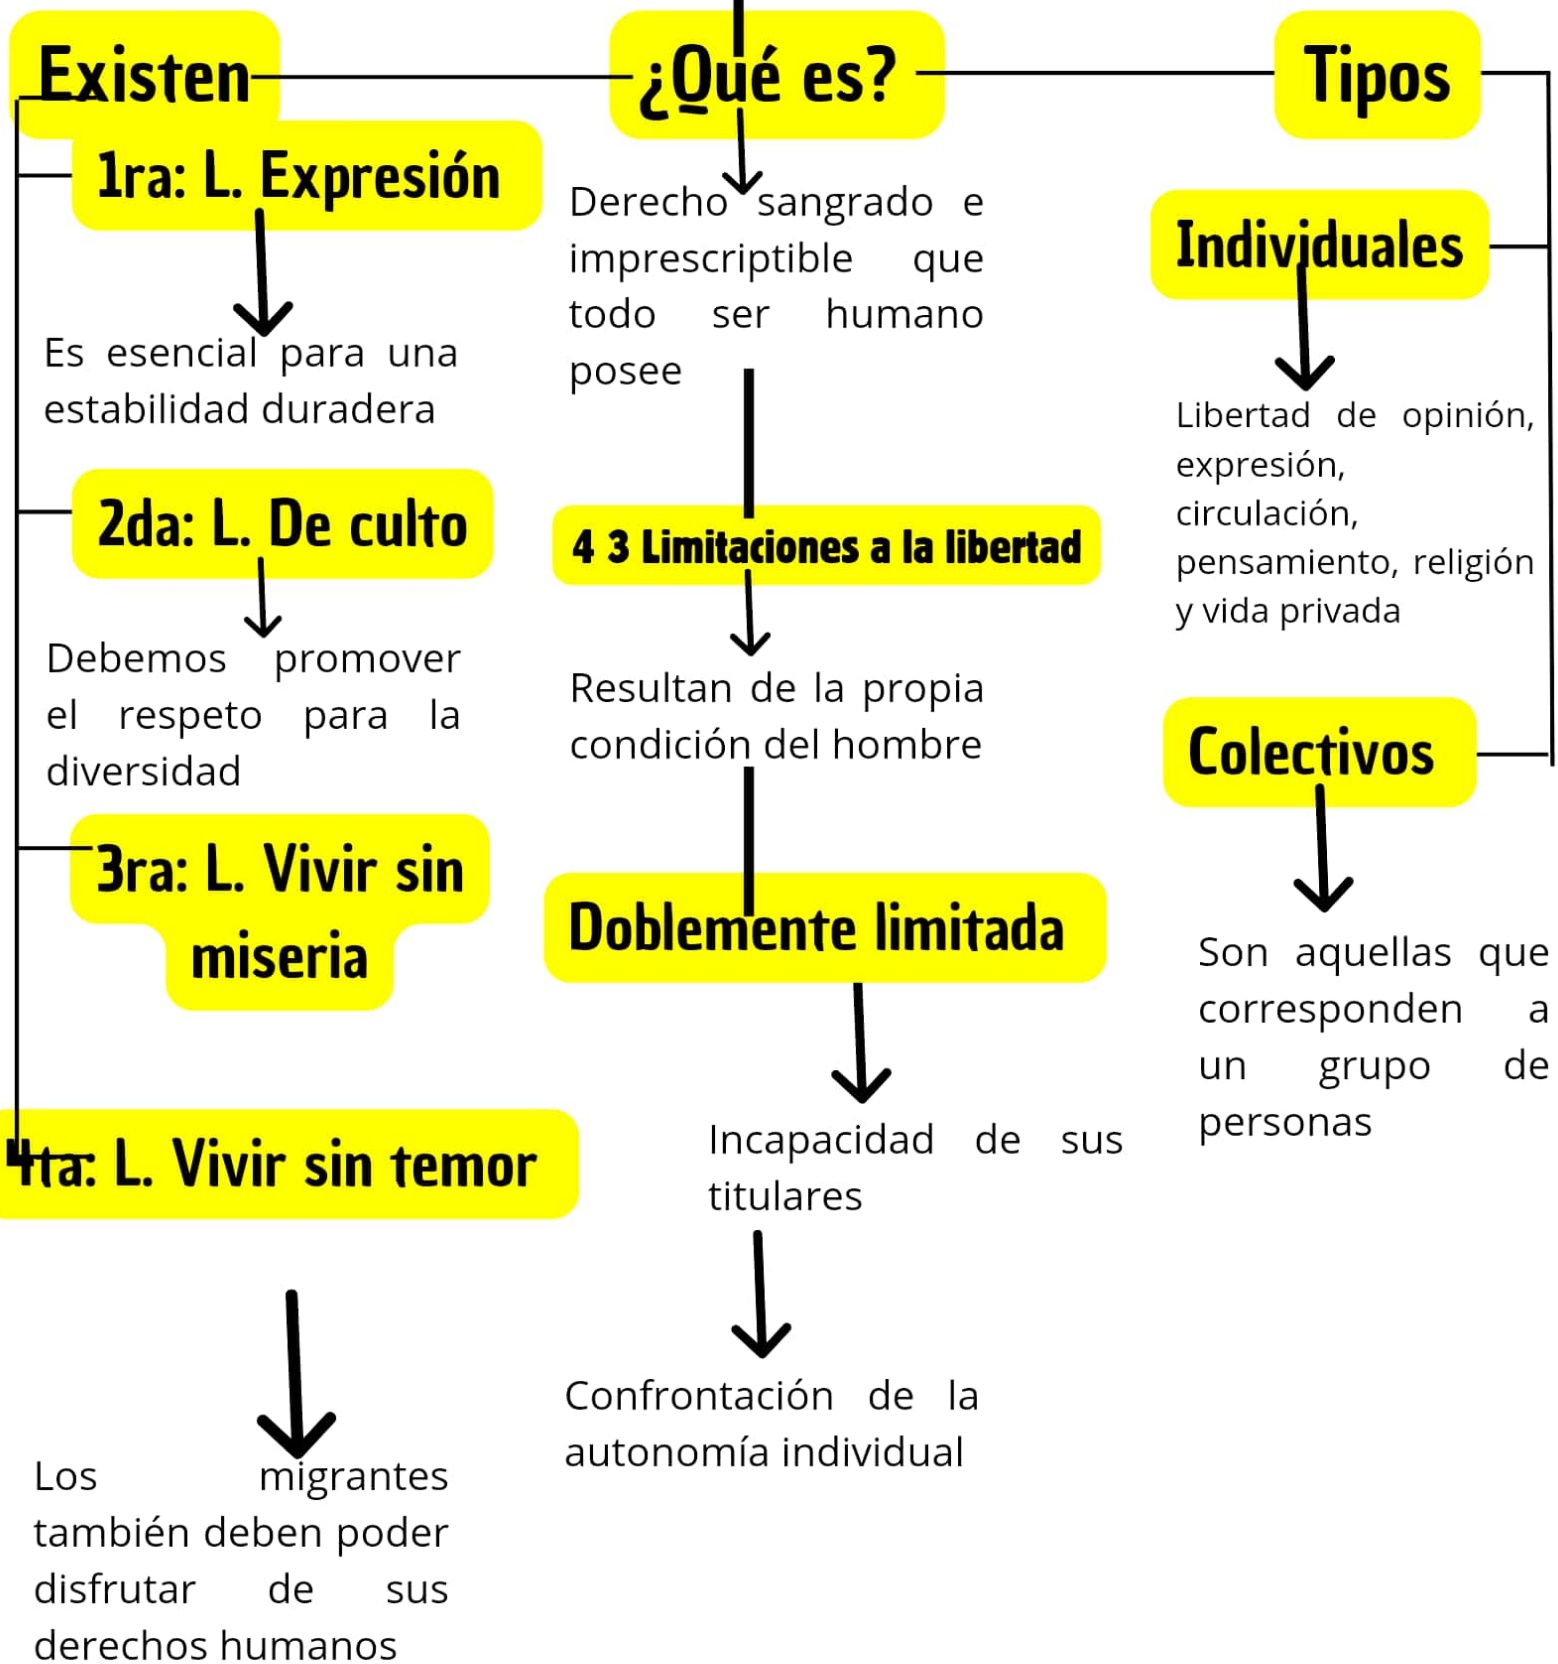 Existen
1ra: L. Expresión
Es esencial para una
estabilidad duradera
2da: L. De culto
Debemos promover
el respeto para la
diversidad
3ra: L. Vivir sin
miseria
4ta: L. Vivir sin temor
Los migrantes
también deben poder
disfrutar de sus
derechos humanos
¿Qué es?
Derecho sangrado e
imprescriptible que
todo ser humano
posee
4 3 Limitaciones a la libertad
Resultan de la propia
condición del hombre
Doblemente limitada
Incapacidad de sus
titulares
Confrontación de la
autonomía individual
Tipos
Individuales
Libertad de opinión,
expresión,
circulación,
pensamiento, religión
y vida privada
Colectivos
Son aquellas que
corresponden a
un grupo de
personas